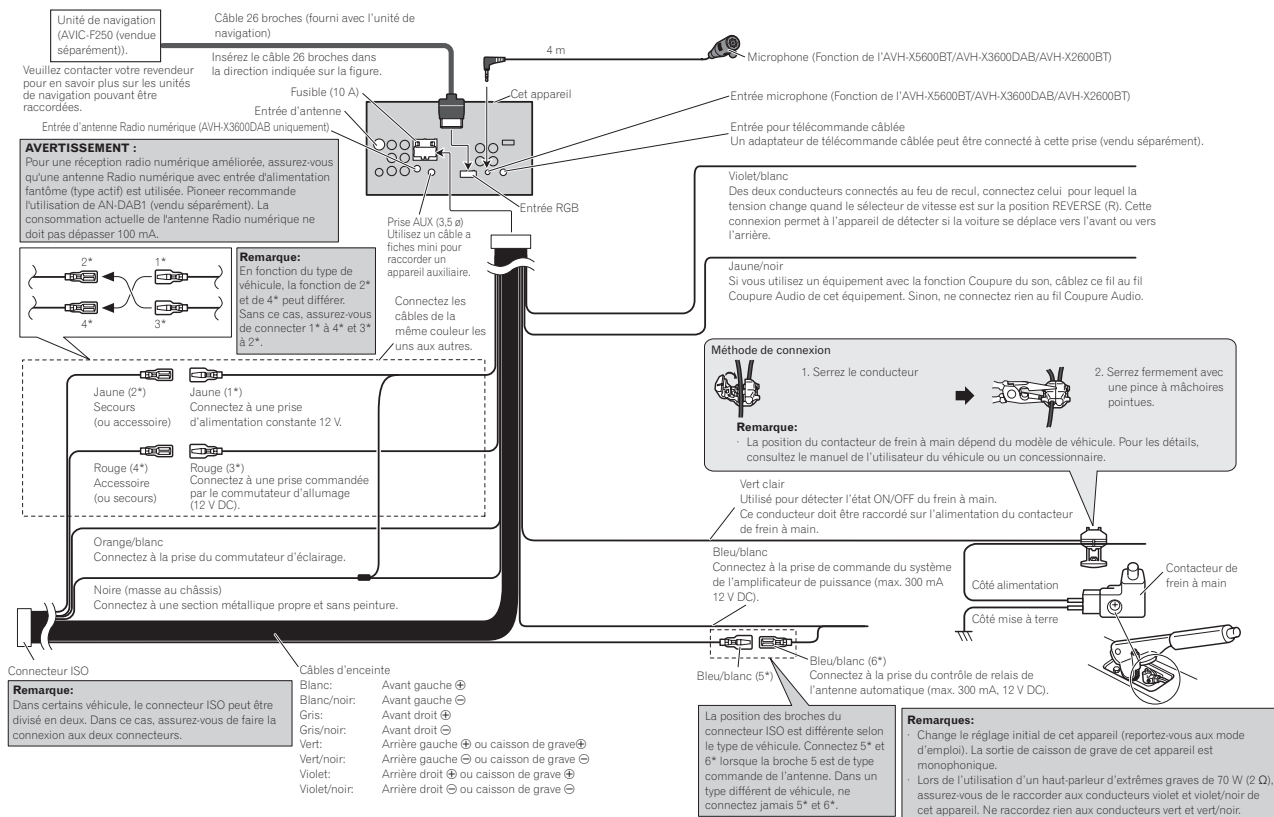 Unité de navigation
(AVIC-F250 (vendue
séparément)).
Veuillez contacter votre revendeur
pour en savoir plus sur les unités
de navigation pouvant être
raccordées.
Câble 26 broches (fourni avec l'unité de
navigation)
Insérez le câble 26 broches dans
la direction indiquée sur la figure.
Fusible (10 A)
Entrée d'antenne
Entrée d'antenne Radio numérique (AVH-X3600DAB uniquement)
4 m
Microphone (Fonction de l'AVH-X5600BT/AVH-X3600DAB/AVH-X2600BT)
Cet appareil
Entrée microphone (Fonction de l'AVH-X5600BT/AVH-X3600DAB/AVH-X2600BT)
Entrée pour télécommande câblée
Un adaptateur de télécommande câblée peut être connecté à cette prise (vendu séparément).
AVERTISSEMENT :
Pour une réception radio numérique améliorée, assurez-vous
qu'une antenne Radio numérique avec entrée d'alimentation
fantôme (type actif) est utilisée. Pioneer recommande
l'utilisation de AN-DAB1 (vendu séparément). La
consommation actuelle de l'antenne Radio numérique ne
doit pas dépasser 100 mA.
Prise AUX (3,5 ø)
Utilisez un câble a
fiches mini pour
raccorder un
appareil auxiliaire.
Entrée RGB
Violet/blanc
Des deux conducteurs connectés au feu de recul, connectez celui pour lequel la
tension change quand le sélecteur de vitesse est sur la position REVERSE (R). Cette
connexion permet à l'appareil de détecter si la voiture se déplace vers l'avant ou vers
l'arrière.
Jaune/noir
Si vous utilisez un équipement avec la fonction Coupure du son, câblez ce fil au fil
Coupure Audio de cet équipement. Sinon, ne connectez rien au fil Coupure Audio.
2*
1*
4*
3*
Remarque:
En fonction du type de
véhicule, la fonction de 2*
et de 4* peut différer.
Sans ce cas, assurez-vous
de connecter 1* à 4* et 3*
à 2*.
Connectez les
câbles de la
même couleur les
uns aux autres.
Jaune (2*)
Secours
(ou accessoire)
Jaune (1*)
Connectez à une prise
d'alimentation constante 12 V.
Rouge (4*)
Accessoire
(ou secours)
Rouge (3*)
Connectez à une prise commandée
par le commutateur d'allumage
(12 V DC).
Orange/blanc
Connectez à la prise du commutateur d'éclairage.
Noire (masse au châssis)
Connectez à une section métallique propre et sans peinture.
Méthode de connexion
1. Serrez le conducteur
2. Serrez fermement avec
une pince à mâchoires
pointues.
Remarque:
· La position du contacteur de frein à main dépend du modèle de véhicule. Pour les détails,
consultez le manuel de l'utilisateur du véhicule ou un concessionnaire.
Vert clair
Utilisé pour détecter l'état ON/OFF du frein à main.
Ce conducteur doit être raccordé sur l'alimentation du contacteur
de frein à main.
Bleu/blanc
Connectez à la prise de commande du système
de l'amplificateur de puissance (max. 300 mA
12 V DC).
Côté alimentation
Côté mise à terre
Contacteur de
frein à main
Bleu/blanc (5*)
Bleu/blanc (6*)
Connectez à la prise du contrôle de relais de
l'antenne automatique (max. 300 mA, 12 V DC).
Connecteur ISO
Remarque:
Dans certains véhicule, le connecteur ISO peut être
divisé en deux. Dans ce cas, assurez-vous de faire la
connexion aux deux connecteurs.
Câbles d'enceinte
Blanc: Avant gauche ⊕
Blanc/noir: Avant gauche ⊖
Gris: Avant droit ⊕
Gris/noir: Avant droit ⊖
Vert: Arrière gauche ⊕ ou caisson de grave⊕
Vert/noir: Arrière gauche ⊖ ou caisson de grave⊖
Violet: Arrière droit ⊕ ou caisson de grave ⊕
Violet/noir: Arrière droit ⊖ ou caisson de grave ⊖
La position des broches du
connecteur ISO est différente selon
le type de véhicule. Connectez 5* et
6* lorsque la broche 5 est de type
commande de l'antenne. Dans un
type différent de véhicule, ne
connectez jamais 5* et 6*.
Remarques:
· Change le réglage initial de cet appareil (reportez-vous aux mode
d'emploi). La sortie de caisson de grave de cet appareil est
monophonique.
· Lors de l'utilisation d'un haut-parleur d'extrêmes graves de 70 W (2 Ω),
assurez-vous de le raccorder aux conducteurs violet et violet/noir de
cet appareil. Ne raccordez rien aux conducteurs vert et vert/noir.